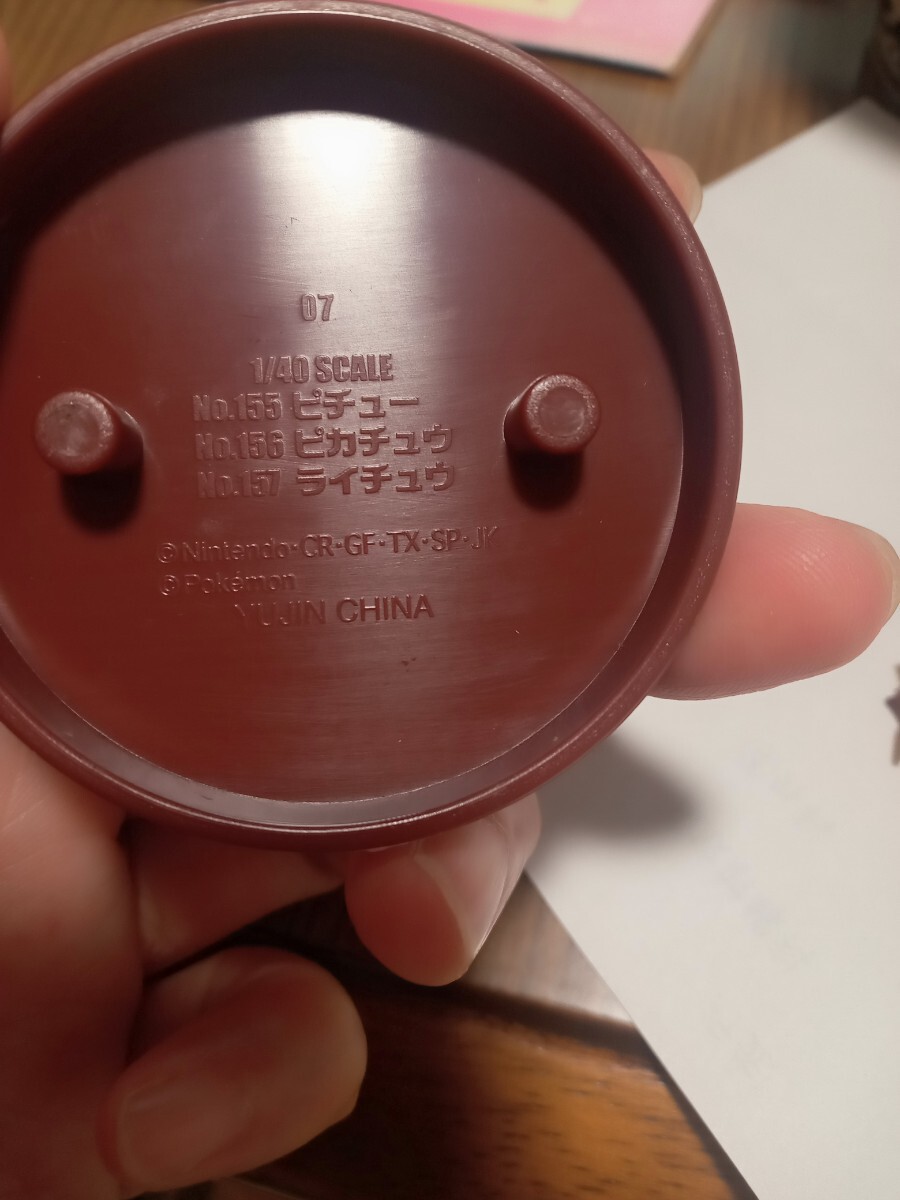 07
1/40 SCALE
No.155 ピチュー
No.156 ピカチュウ
No.157 ライチュウ
©Nintendo・CR・GF・TX・SP・JK
©Pokémon
YUJIN CHINA